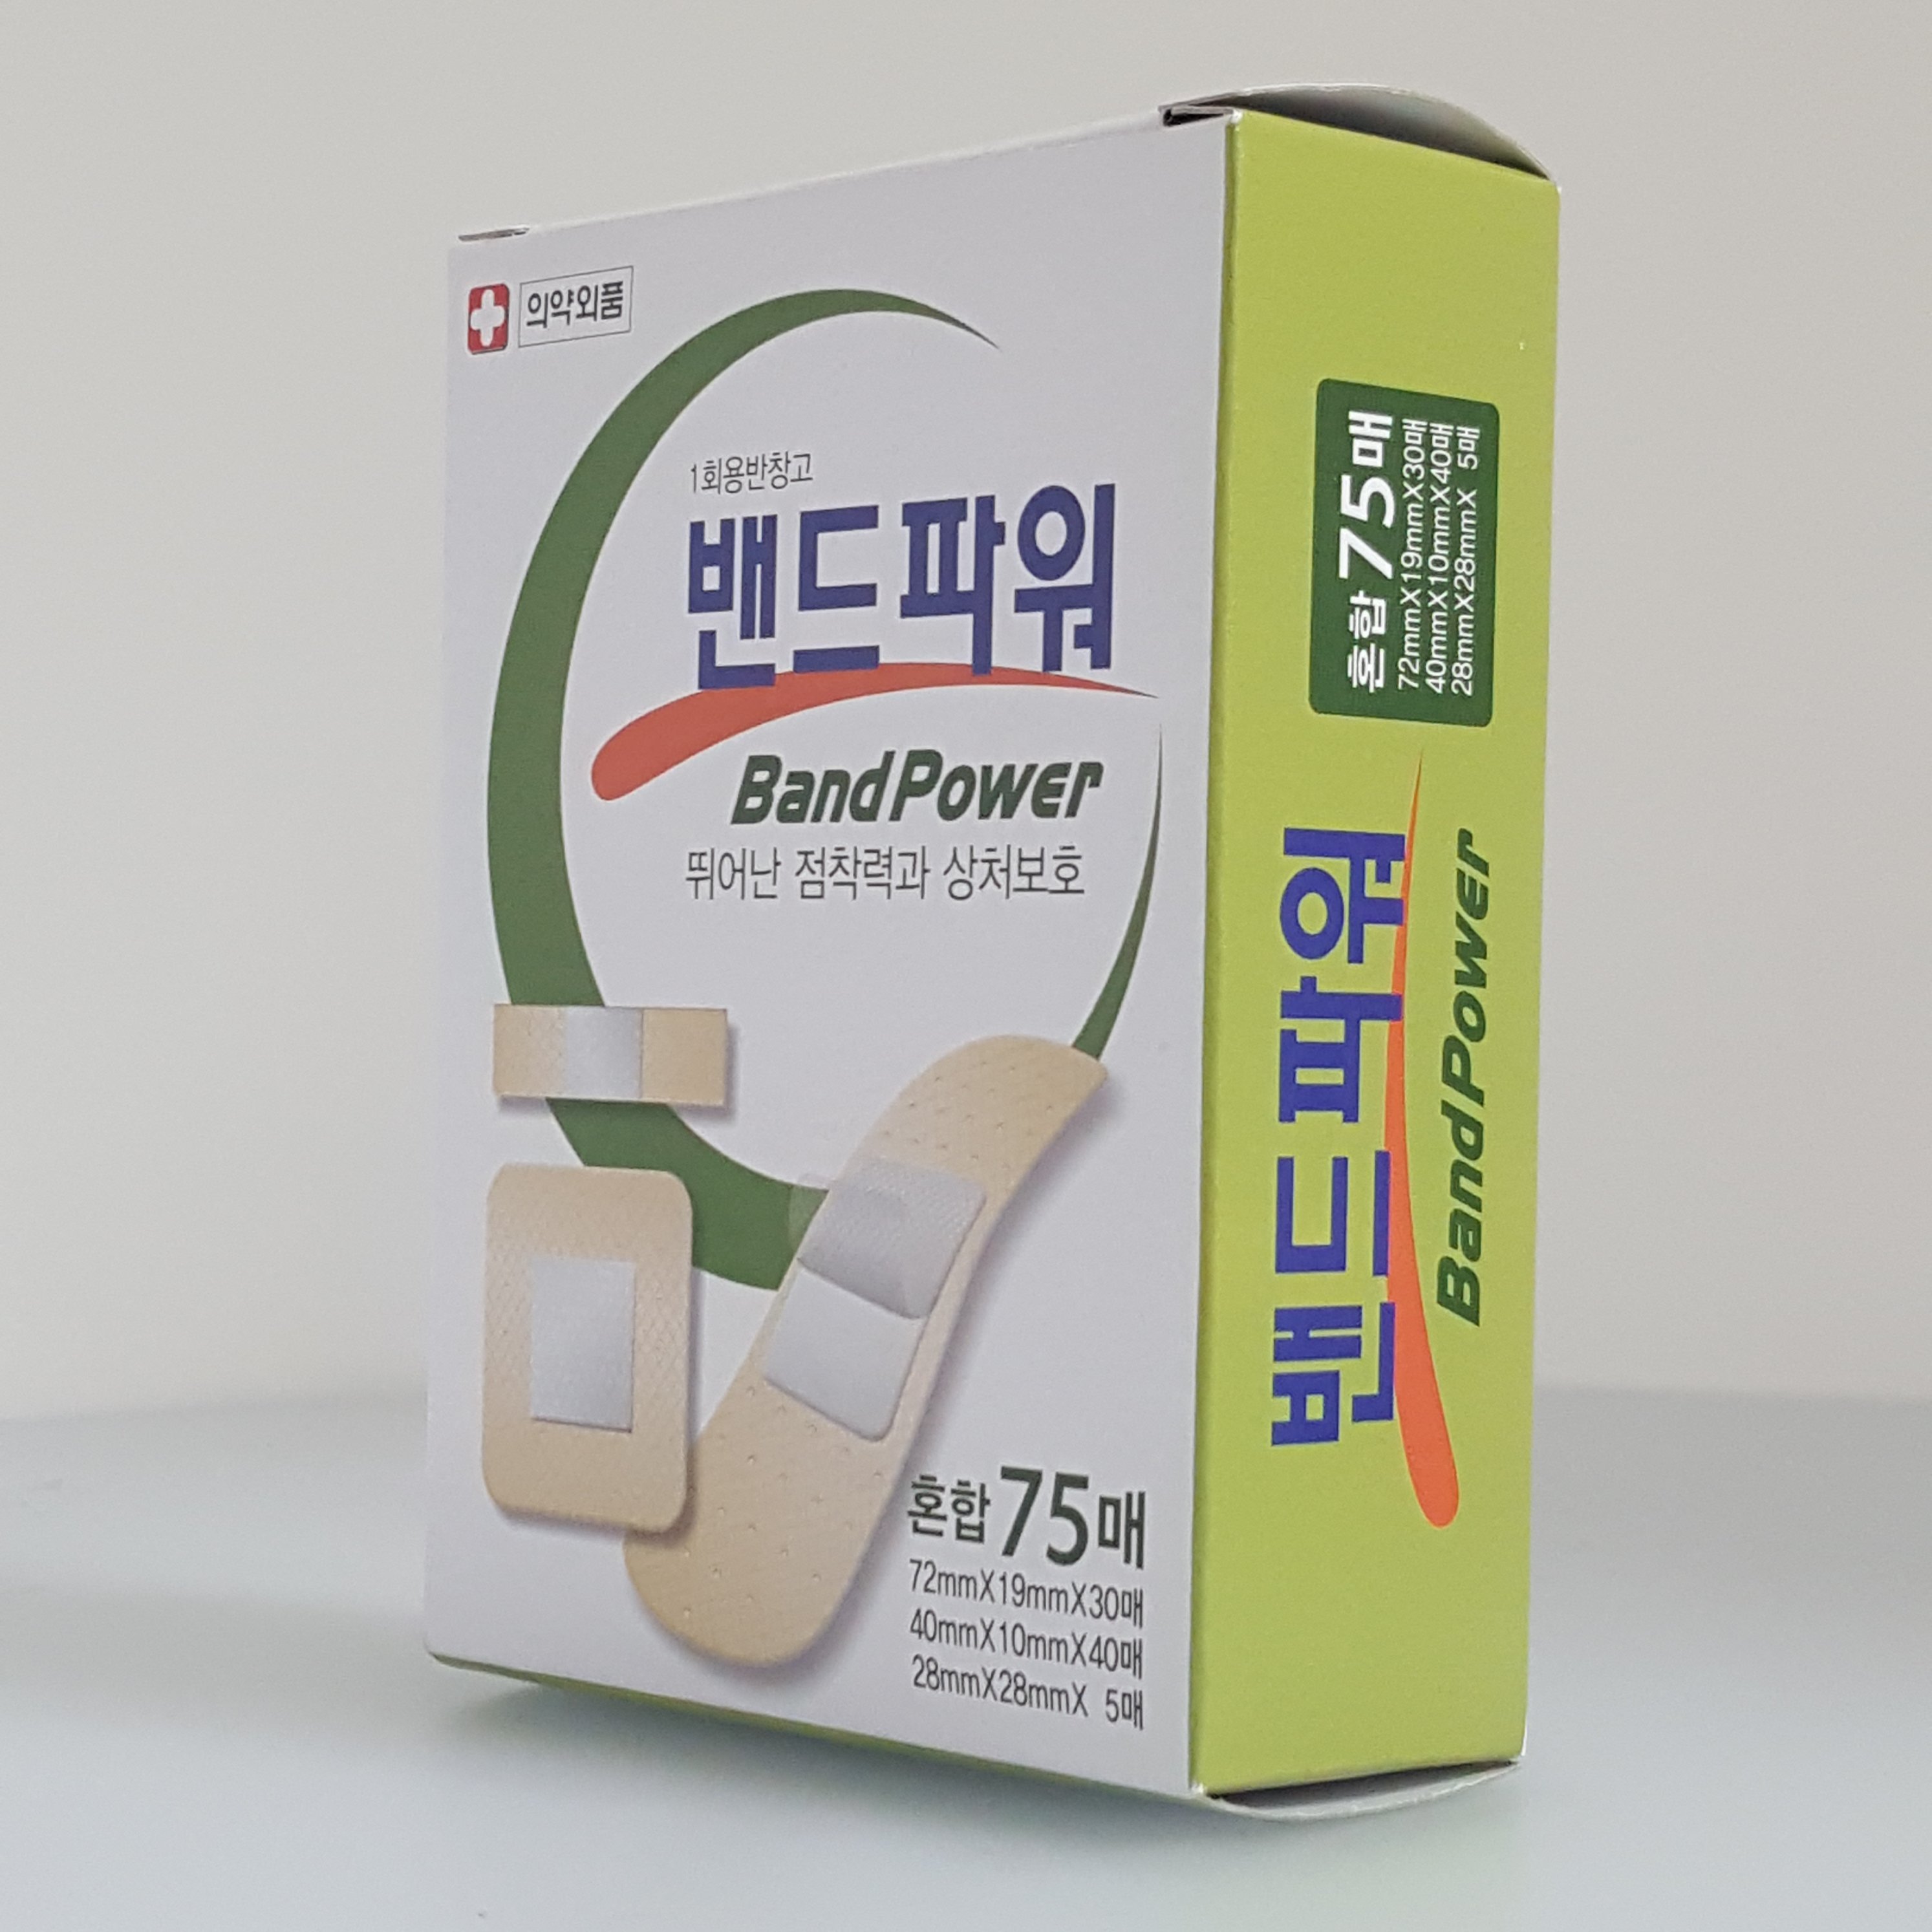 의약외품
1회용반창고
밴드파워
BandPower
뛰어난 점착력과 상처보호
혼합 75매
72mmX19mmX30매
40mmX10mmX40매
28mmX28mmX 5매
혼합 75매
72mmX19mmX30매
40mmX10mmX40매
28mmX28mmX 5매
밴드파워
BandPower